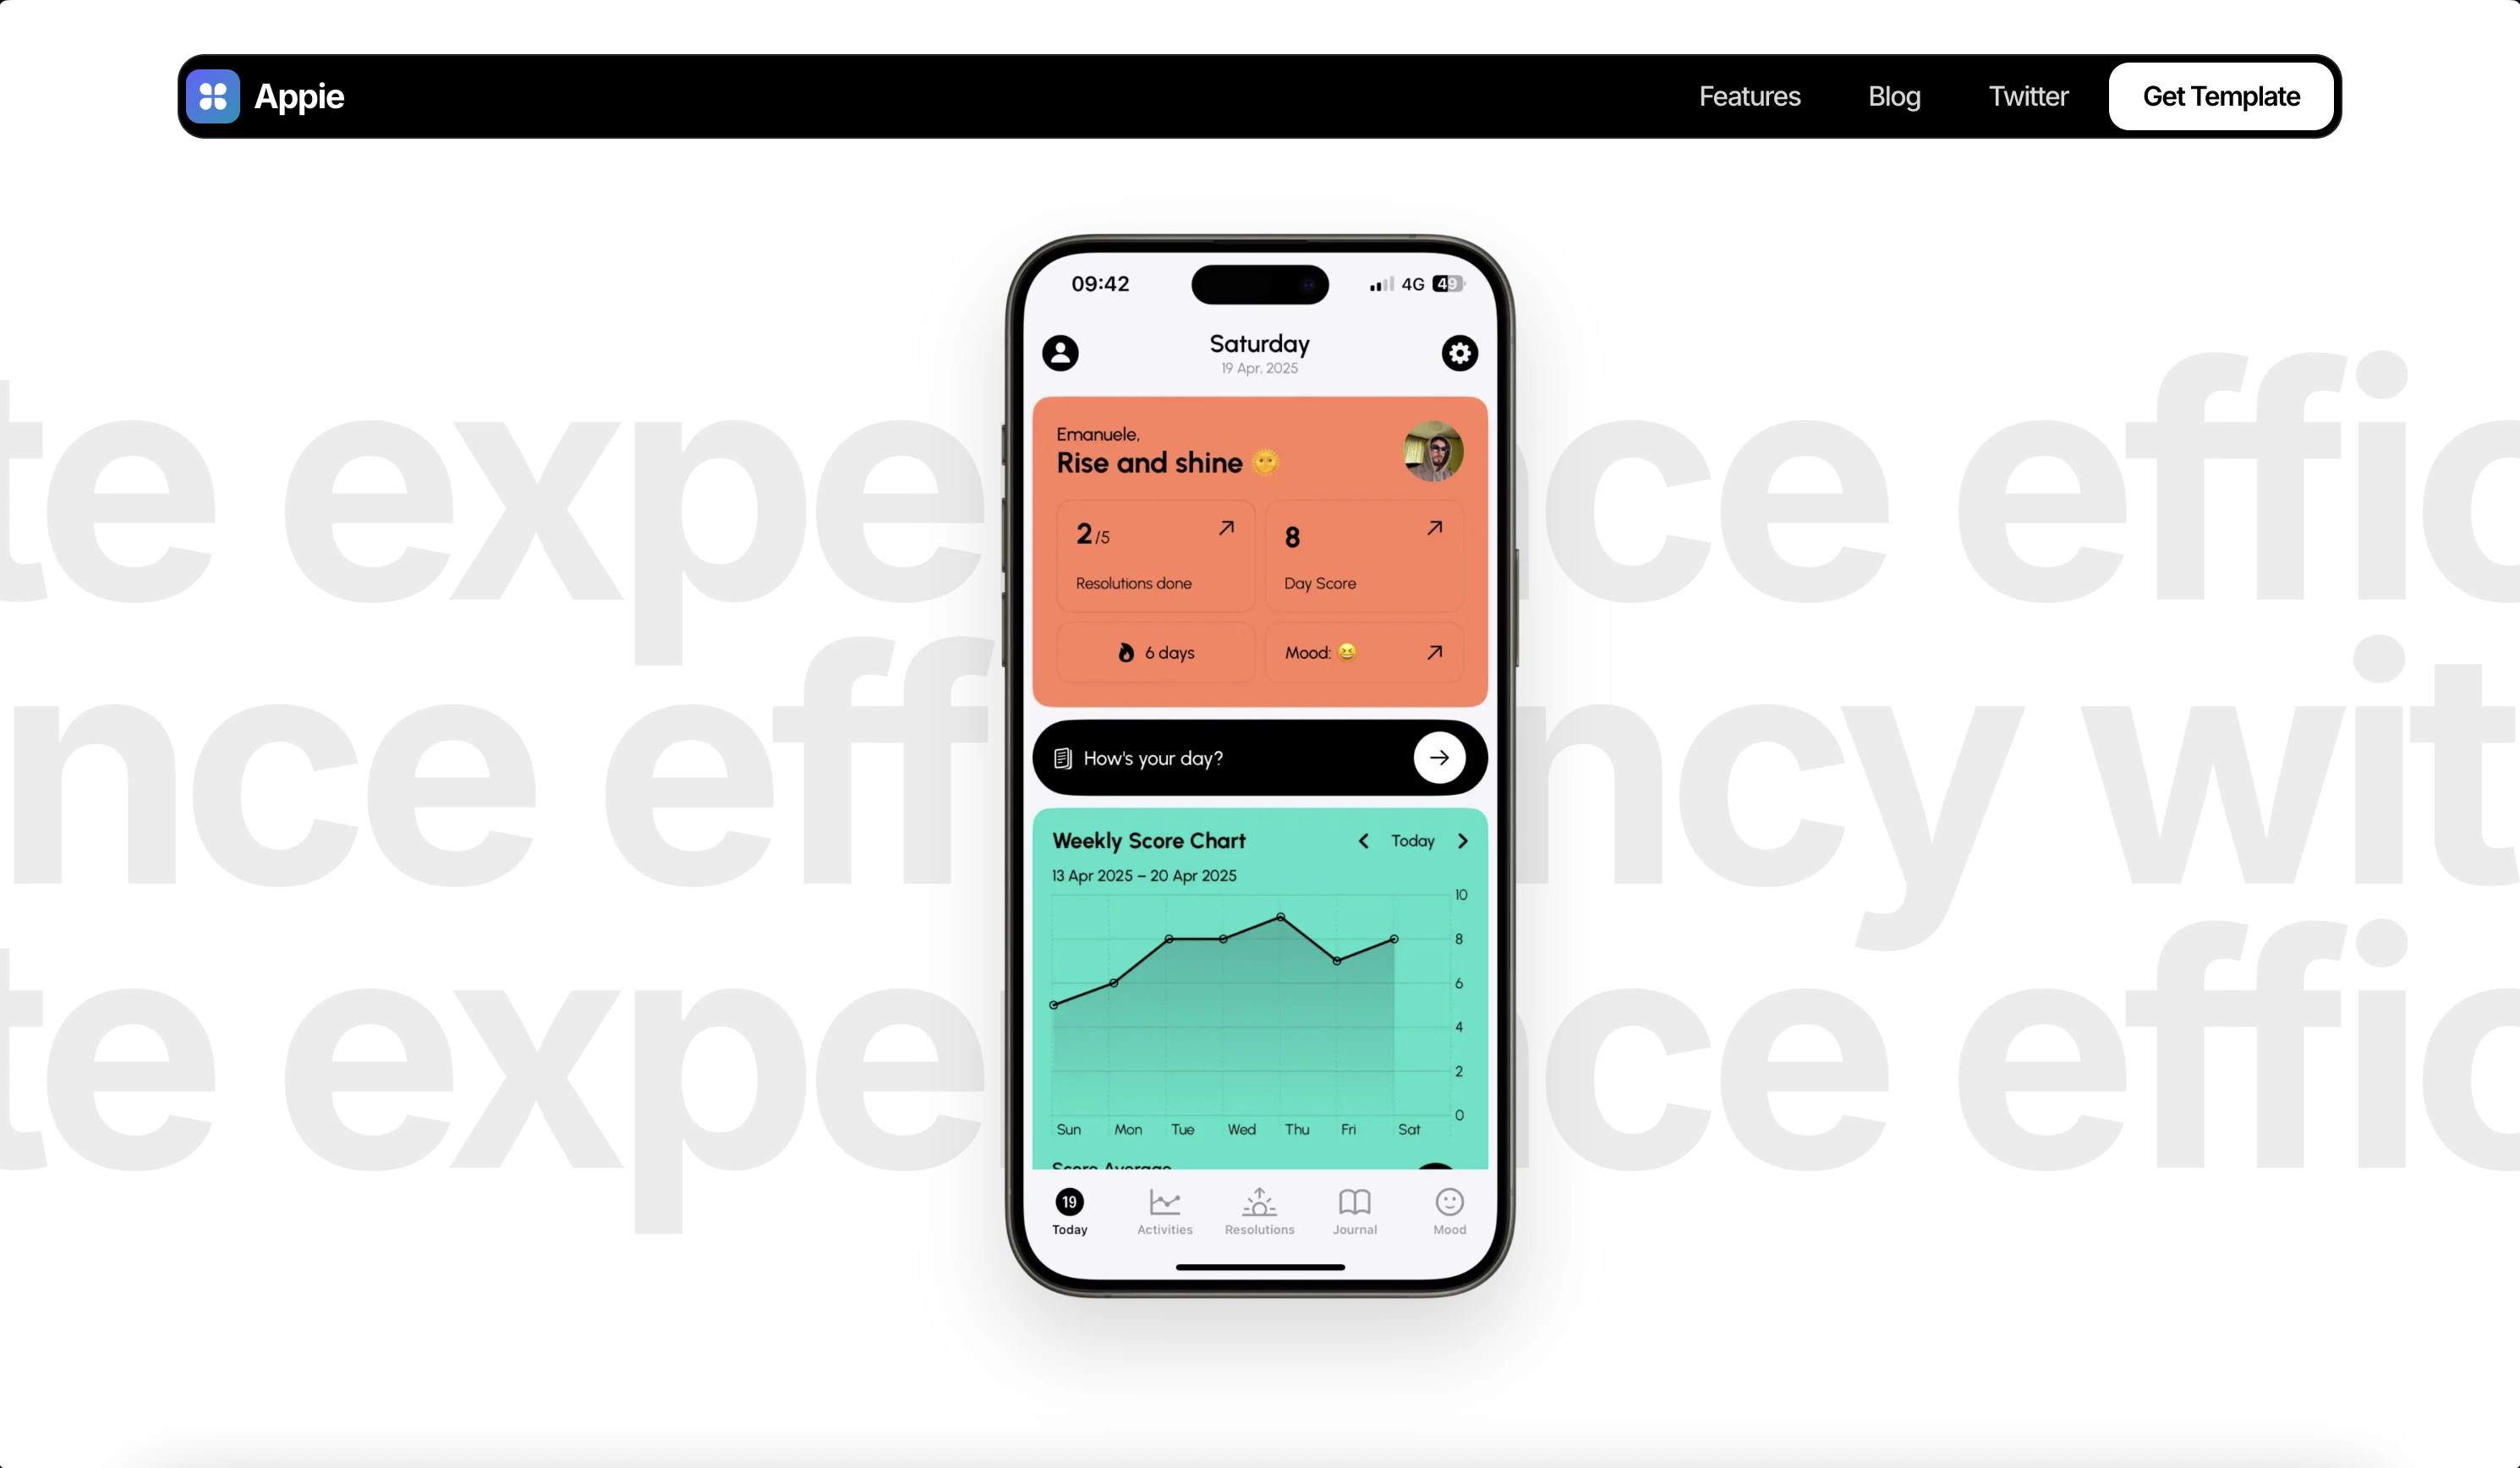 Appie
Features
Blog
Twitter
Get Template
09:42
4G
49
Saturday
19 Apr, 2025
Emanuele,
Rise and shine 🌞
2/5
Resolutions done
8
Day Score
6 days
Mood: 😆
How's your day?
Weekly Score Chart
Today
13 Apr 2025 – 20 Apr 2025
10
8
6
4
2
0
Sun Mon Tue Wed Thu Fri Sat
Score Average
19
Today
Activities
Resolutions
Journal
Mood
te expe nce effic
nce eff ncy wit
te expe nce effic